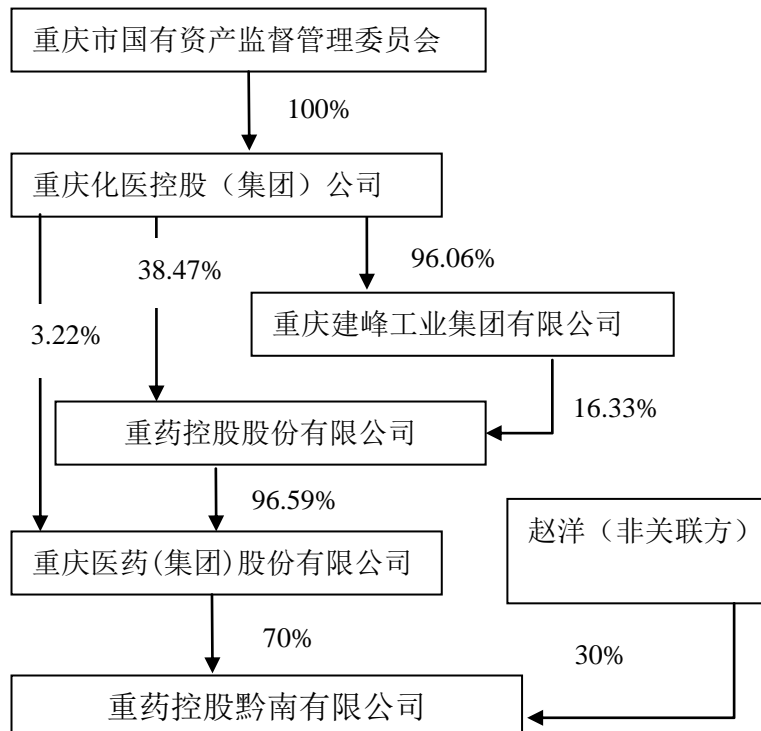 重庆市国有资产监督管理委员会
100%
重庆化医控股（集团）公司
38.47%
96.06%
3.22%
重庆建峰工业集团有限公司
16.33%
重药控股股份有限公司
96.59%
赵洋（非关联方）
重庆医药(集团)股份有限公司
70%
30%
重药控股黔南有限公司